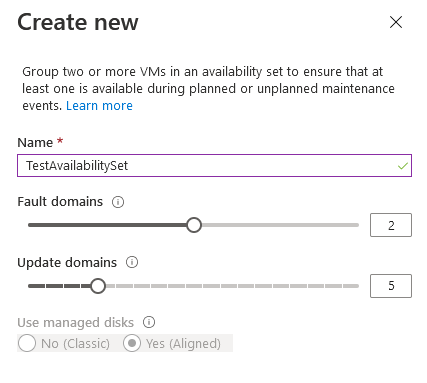 Create new
Group two or more VMs in an availability set to ensure that at
least one is available during planned or unplanned maintenance
events. Learn more
Name *
TestAvailabilitySet
Fault domains
2
Update domains
5
Use managed disks
No (Classic) Yes (Aligned)